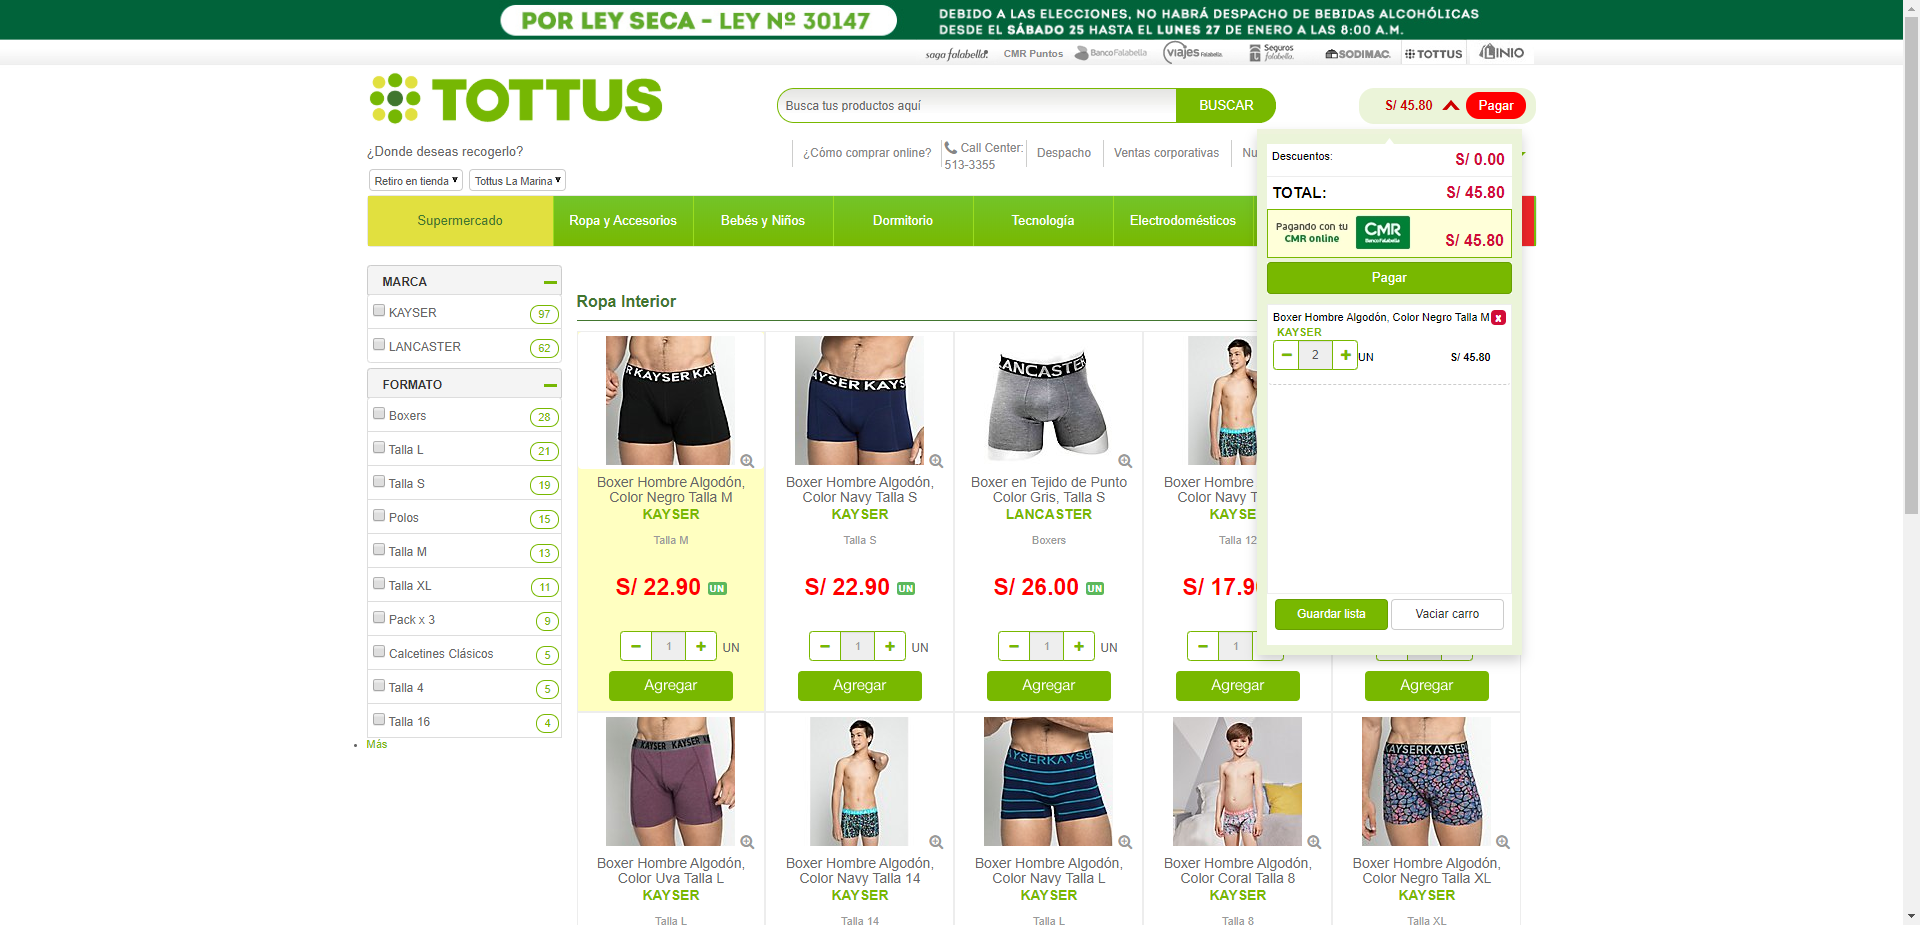 POR LEY SECA - LEY Nº 30147
DEBIDO A LAS ELECCIONES, NO HABRÁ DESPACHO DE BEBIDAS ALCOHÓLICAS
DESDE EL SÁBADO 25 HASTA EL LUNES 27 DE ENERO A LAS 8:00 A.M.
saga falabella. CMR Puntos BancoFalabella viajes Falabella Seguros falabella. SODIMAC. TOTTUS LINIO
TOTTUS
Busca tus productos aquí BUSCAR
S/ 45.80 Pagar
¿Donde deseas recogerlo?
Retiro en tienda Tottus La Marina
¿Cómo comprar online? Call Center: 513-3355 Despacho Ventas corporativas Nu
Supermercado Ropa y Accesorios Bebés y Niños Dormitorio Tecnología Electrodomésticos
Descuentos: S/ 0.00
TOTAL: S/ 45.80
Pagando con tu
CMR online
CMR
Banco Falabella
S/ 45.80
Pagar
Boxer Hombre Algodón, Color Negro Talla M x
KAYSER
− 2 + UN S/ 45.80
Guardar lista Vaciar carro
MARCA
KAYSER 97
LANCASTER 62
FORMATO
Boxers 28
Talla L 21
Talla S 19
Polos 15
Talla M 13
Talla XL 11
Pack x 3 9
Calcetines Clásicos 5
Talla 4 5
Talla 16 4
Más
Ropa Interior
R KAYSER KAY
AYSER KAYS
LANCASTER
Boxer Hombre Algodón,
Color Negro Talla M
KAYSER
Talla M
S/ 22.90 UN
− 1 + UN
Agregar
Boxer Hombre Algodón,
Color Navy Talla S
KAYSER
Talla S
S/ 22.90 UN
− 1 + UN
Agregar
Boxer en Tejido de Punto
Color Gris, Talla S
LANCASTER
Boxers
S/ 26.00 UN
− 1 + UN
Agregar
Boxer Hombre
Color Navy T
KAYSE
Talla 12
S/ 17.9
− 1
Agregar
Agregar
KAYSER KAYSER
YSERKAYSE
KAYSERKAYSER
Boxer Hombre Algodón,
Color Uva Talla L
KAYSER
Talla L
Boxer Hombre Algodón,
Color Navy Talla 14
KAYSER
Talla 14
Boxer Hombre Algodón,
Color Navy Talla L
KAYSER
Talla L
Boxer Hombre Algodón,
Color Coral Talla 8
KAYSER
Talla 8
Boxer Hombre Algodón,
Color Negro Talla XL
KAYSER
Talla XL